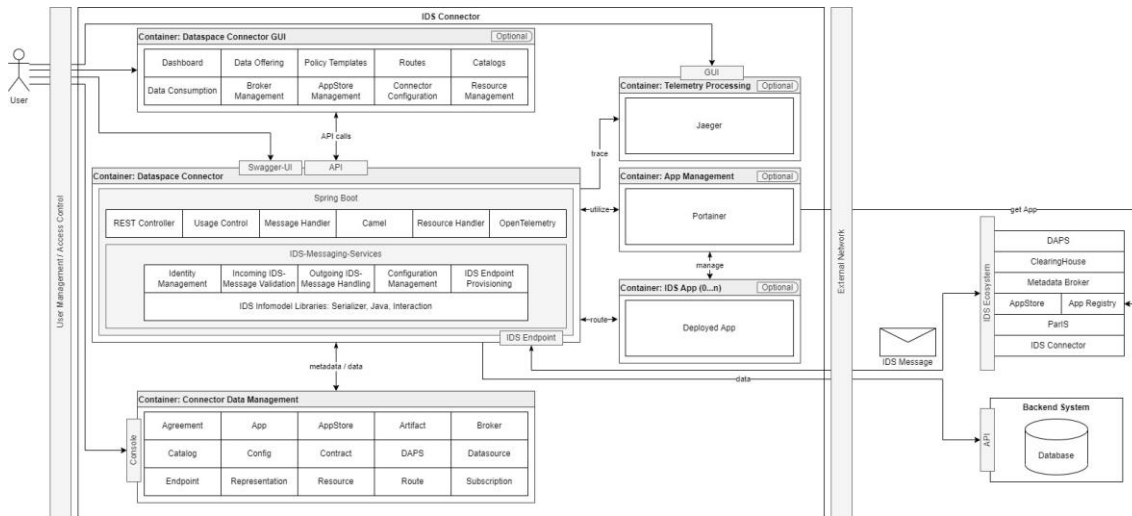 IDS Connector
Container: Dataspace Connector GUI
Optional
Dashboard
Data Offering
Policy Templates
Routes
Catalogs
Data Consumption
Broker
Management
AppStore
Management
Connector
Configuration
Resource
Management
User
User Management / Access Control
API calls
Swagger-UI
API
Container: Dataspace Connector
Spring Boot
REST Controller
Usage Control
Message Handler
Camel
Resource Handler
OpenTelemetry
IDS-Messaging-Services
Identity
Management
Incoming IDS-
Message Validation
Outgoing IDS-
Message Handling
Configuration
Management
IDS Endpoint
Provisioning
IDS Infomodel Libraries: Serializer, Java, Interaction
IDS Endpoint
metadata / data
Container: Connector Data Management
Console
Agreement
App
AppStore
Artifact
Broker
Catalog
Config
Contract
DAPS
Datasource
Endpoint
Representation
Resource
Route
Subscription
GUI
Container: Telemetry Processing
Optional
Jaeger
trace
Container: App Management
Optional
Portainer
utilize
manage
Container: IDS App (0...n)
Optional
Deployed App
route
External Network
get App
IDS Ecosystem
DAPS
ClearingHouse
Metadata Broker
AppStore
App Registry
ParIS
IDS Connector
IDS Message
data
API
Backend System
Database